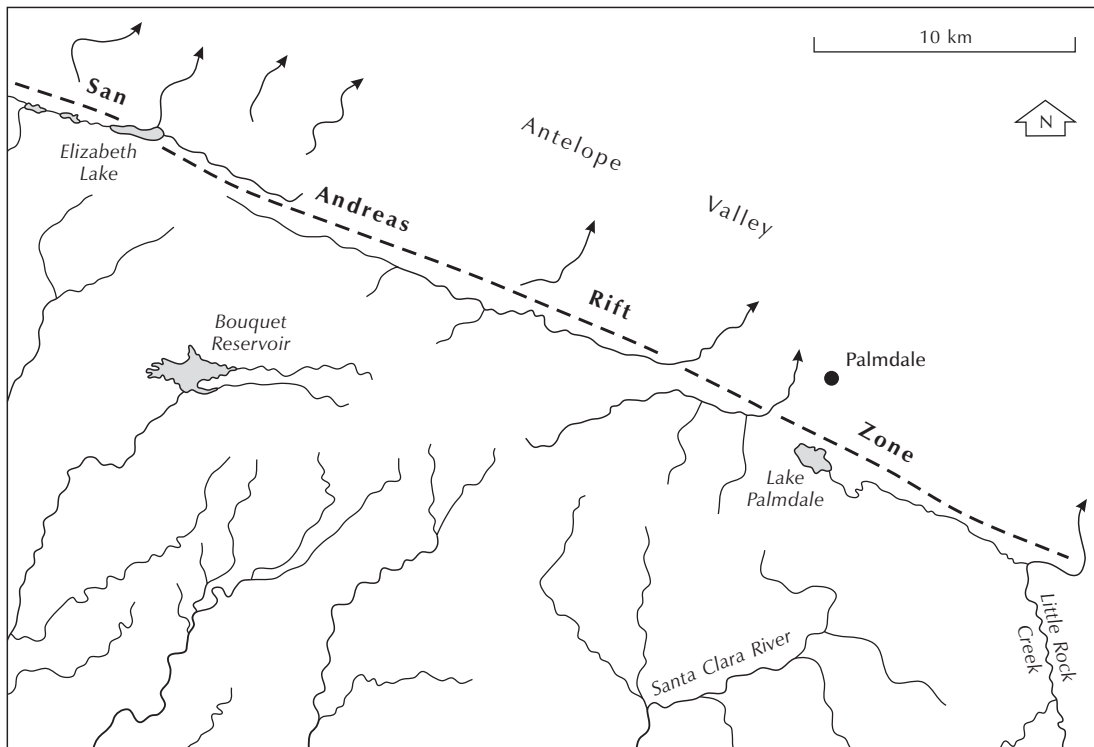 10 km
N
San
Elizabeth
Lake
Antelope
Valley
Andreas
Rift
Bouquet
Reservoir
Palmdale
Zone
Lake
Palmdale
Little Rock
Creek
Santa Clara River